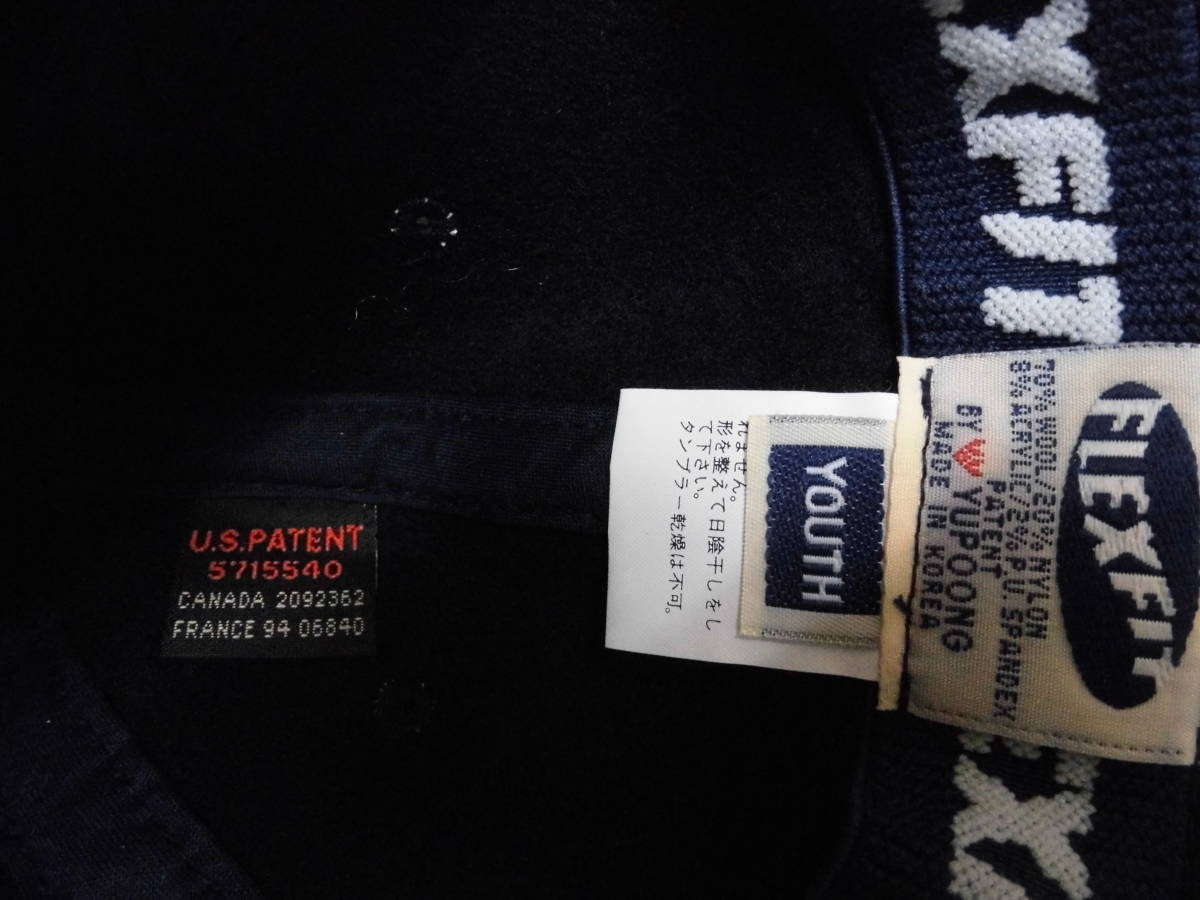 XFIT
U.S.PATENT
5715540
CANADA 2092362
FRANCE 94 06840
れません。
形を整えて日陰干しをし
て下さい。
タンブラー乾燥は不可。
YOUTH
FLEXFIT
70% WOOL/20% NYLON
8% ACRYLIC/2% PU SPANDEX
PATENT
BY YUPOONG
MADE IN KOREA